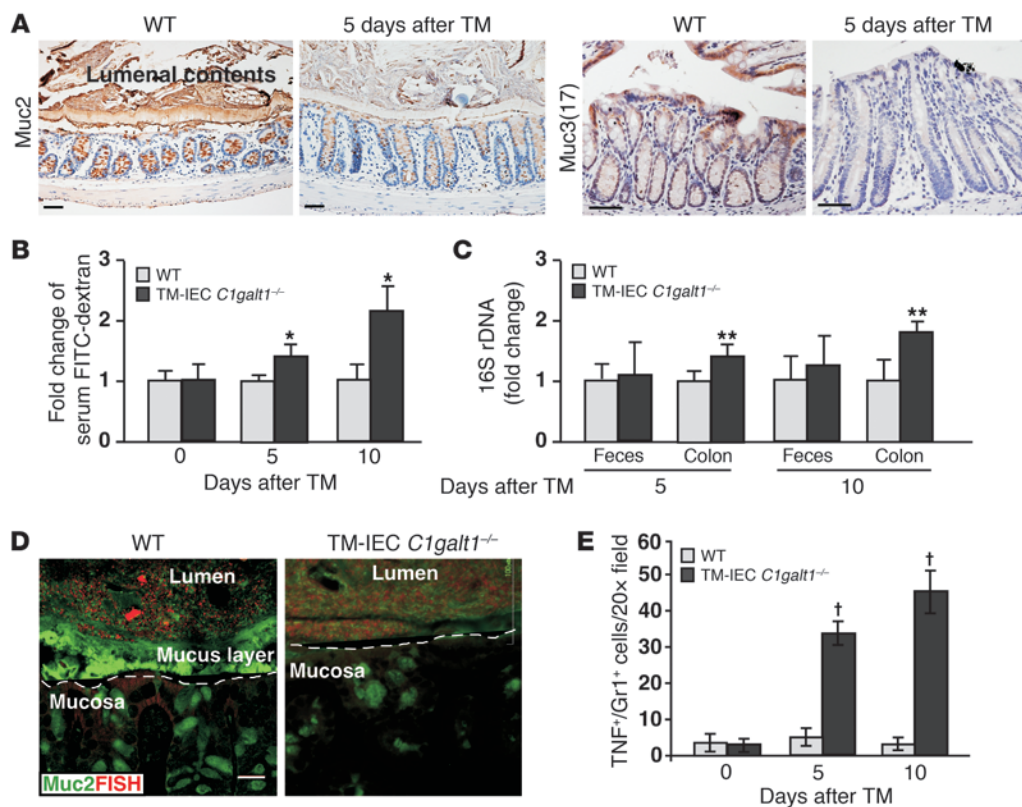 A
WT
5 days after TM
WT
5 days after TM
Muc2
Lumenal contents
Muc3(17)
B
WT
TM-IEC C1galt1–/–
Fold change of
serum FITC-dextran
3
2
1
0
*
*
0
5
10
Days after TM
C
WT
TM-IEC C1galt1–/–
16S rDNA
(fold change)
3
2
1
0
**
**
Feces
Colon
Feces
Colon
Days after TM
5
10
D
WT
TM-IEC C1galt1–/–
Lumen
Mucus layer
Mucosa
Muc2FISH
Lumen
Mucosa
E
WT
TM-IEC C1galt1–/–
TNF+/Gr1+ cells/20× field
60
50
40
30
20
10
0
†
†
0
5
10
Days after TM